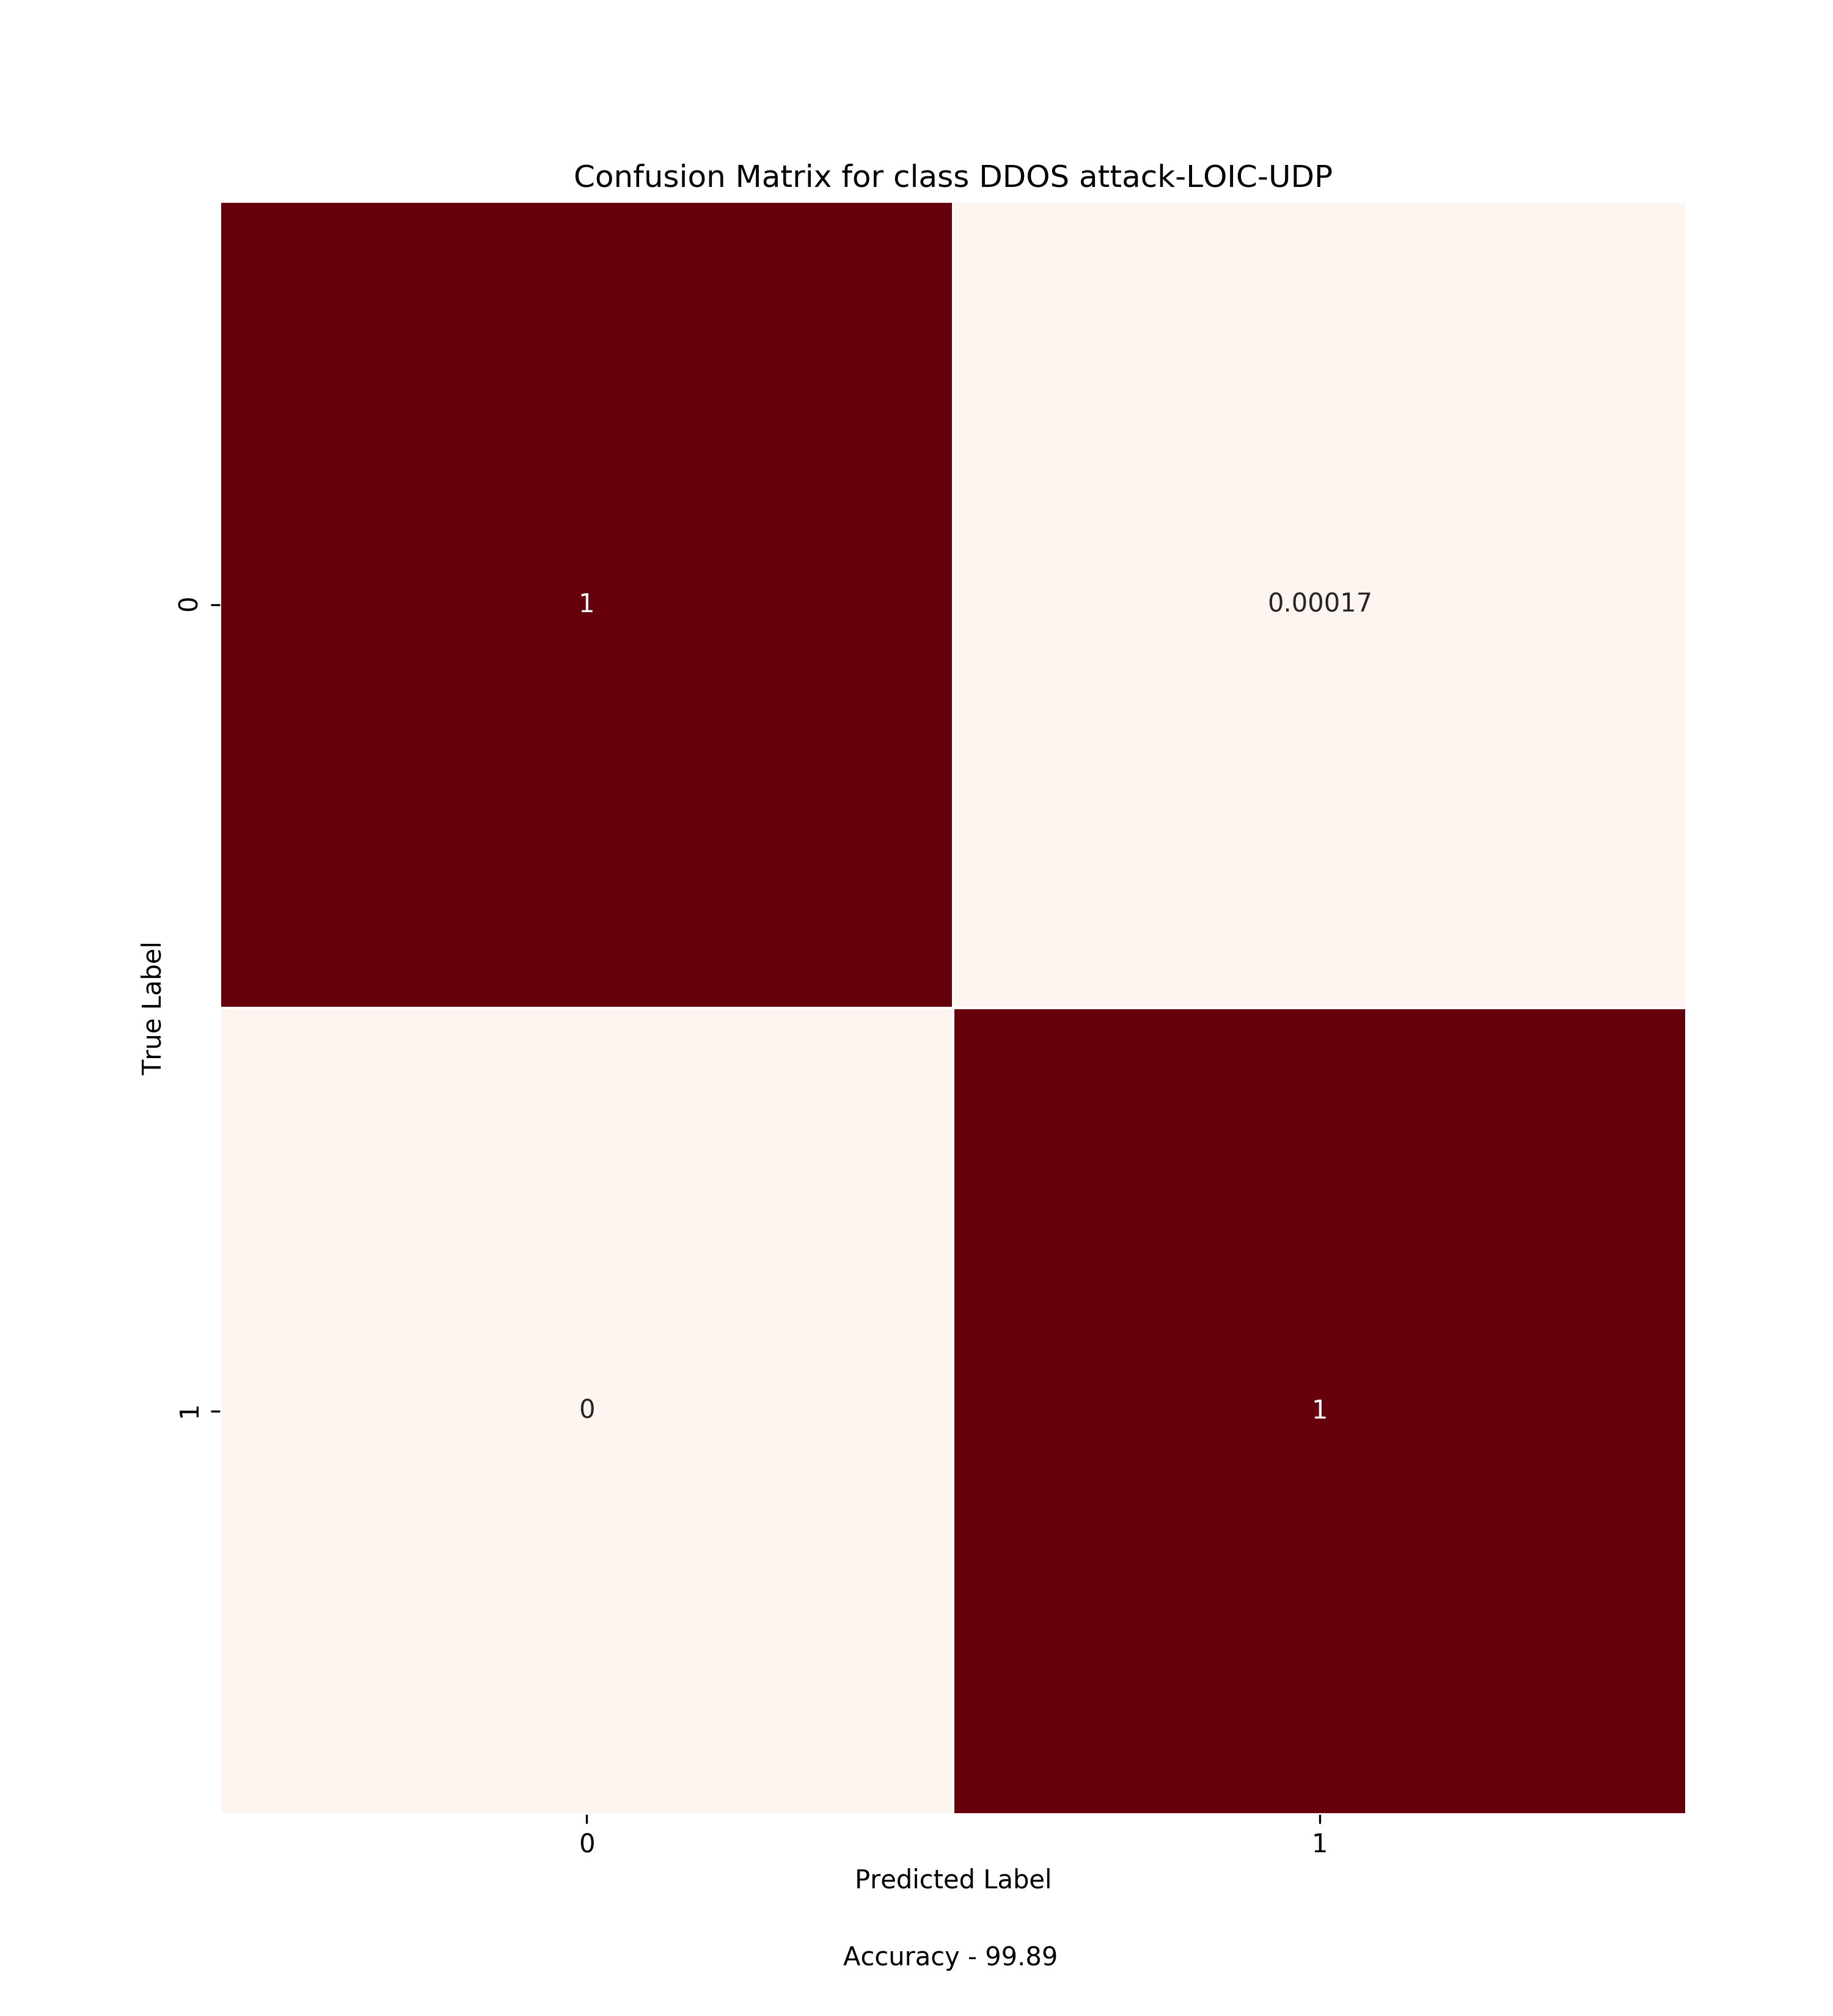 Confusion Matrix for class DDOS attack-LOIC-UDP
True Label
0
1
0.00017
1
0
1
0
1
Predicted Label
Accuracy - 99.89